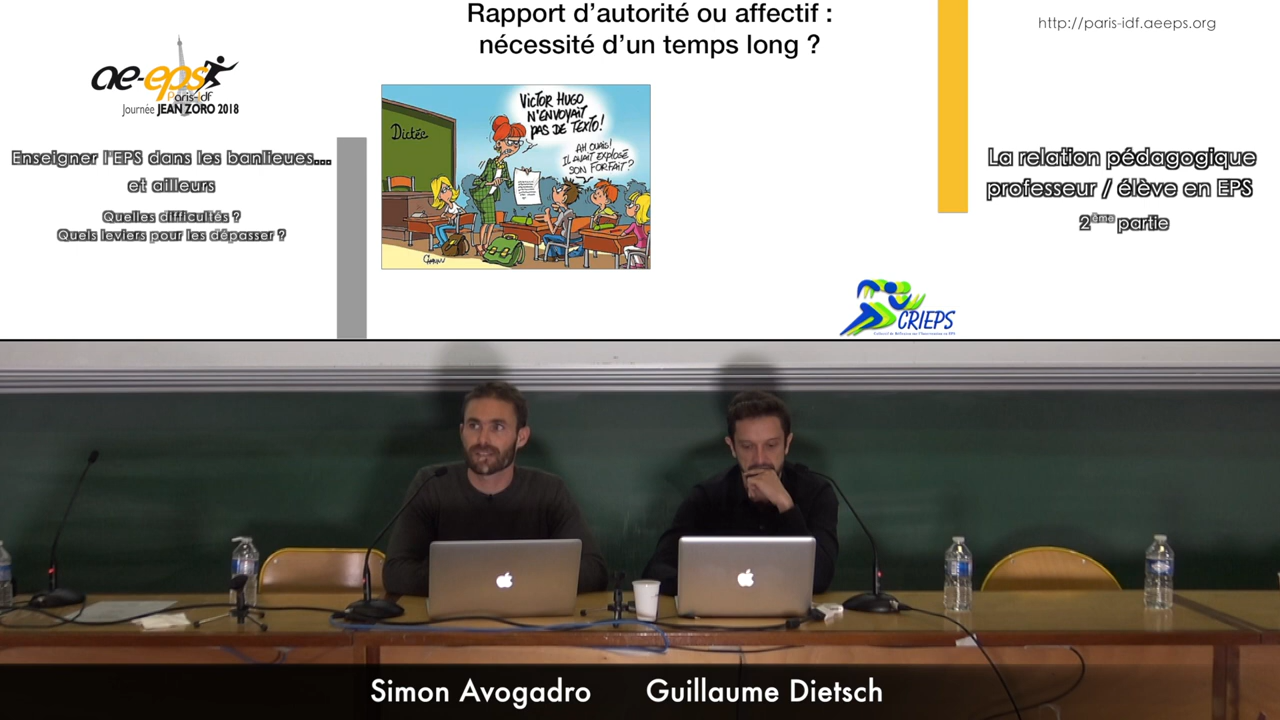 Rapport d'autorité ou affectif :
nécessité d'un temps long ?
http://paris-idf.aeeps.org
ae-eps
Paris-Idf
Journée JEAN ZORO 2018
Enseigner l'EPS dans les banlieues...
et ailleurs
Quelles difficultés ?
Quels leviers pour les dépasser ?
Dictée
VICTOR HUGO
N'ENVOYAIT
PAS DE TEXTO!
AH OUAIS!
IL AVAIT EXPLOSÉ
SON FORFAIT?
La relation pédagogique
professeur / élève en EPS
2ème partie
CRIEPS
Simon Avogadro
Guillaume Dietsch